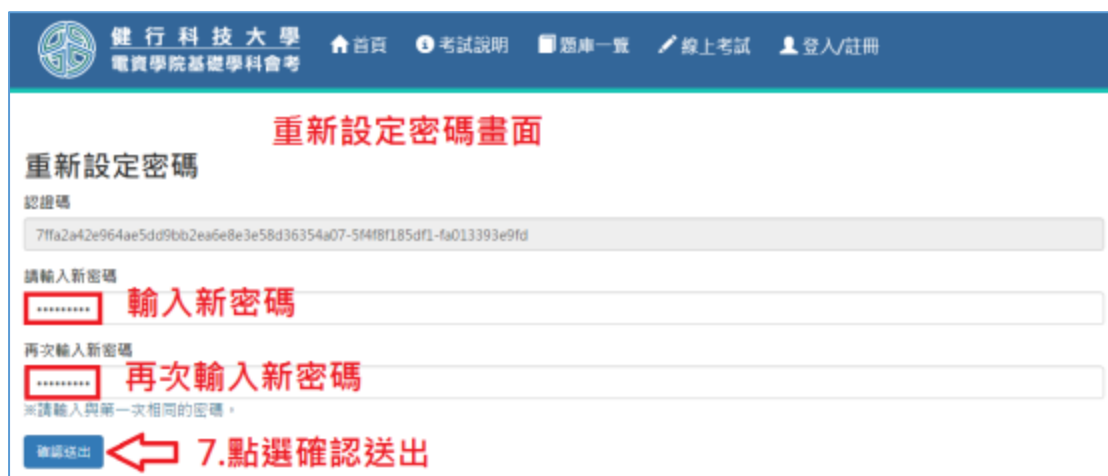 健行科技大學 首頁 考試說明 題庫一覽 線上考試 登入/註冊
電資學院基礎學科會考
重新設定密碼畫面
重新設定密碼
認證碼
7ffa2a42e964ae5dd9bb2ea6e8e3e58d36354a07-5f4f8f185df1-fa013393e9fd
請輸入新密碼
••••••••• 輸入新密碼
再次輸入新密碼
••••••••• 再次輸入新密碼
※請輸入與第一次相同的密碼。
確認送出 7.點選確認送出